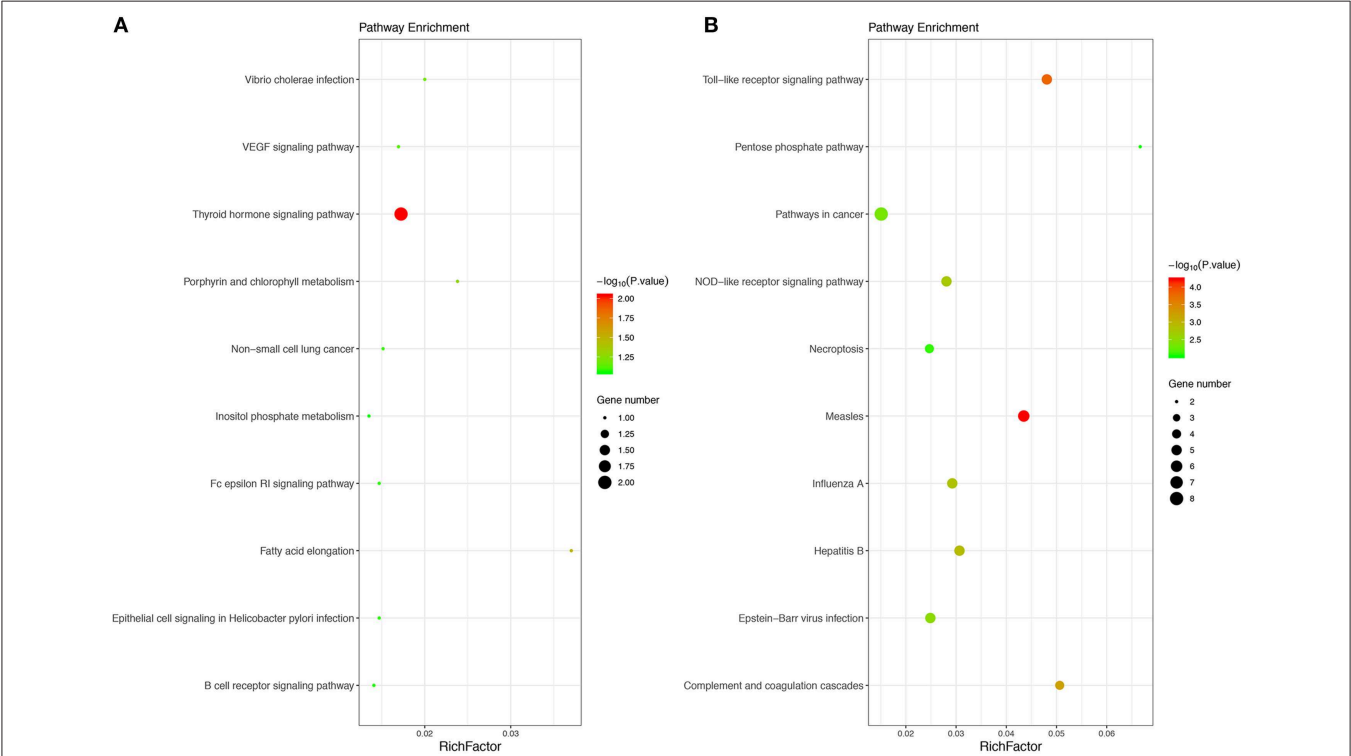 A
Pathway Enrichment
Vibrio cholerae infection
VEGF signaling pathway
Thyroid hormone signaling pathway
Porphyrin and chlorophyll metabolism
Non−small cell lung cancer
Inositol phosphate metabolism
Fc epsilon RI signaling pathway
Fatty acid elongation
Epithelial cell signaling in Helicobacter pylori infection
B cell receptor signaling pathway
0.02 0.03
RichFactor
−log10(P.value)
2.00
1.75
1.50
1.25
Gene number
1.00
1.25
1.50
1.75
2.00
B
Pathway Enrichment
Toll−like receptor signaling pathway
Pentose phosphate pathway
Pathways in cancer
NOD−like receptor signaling pathway
Necroptosis
Measles
Influenza A
Hepatitis B
Epstein−Barr virus infection
Complement and coagulation cascades
0.02 0.03 0.04 0.05 0.06
RichFactor
−log10(P.value)
4.0
3.5
3.0
2.5
Gene number
2
3
4
5
6
7
8